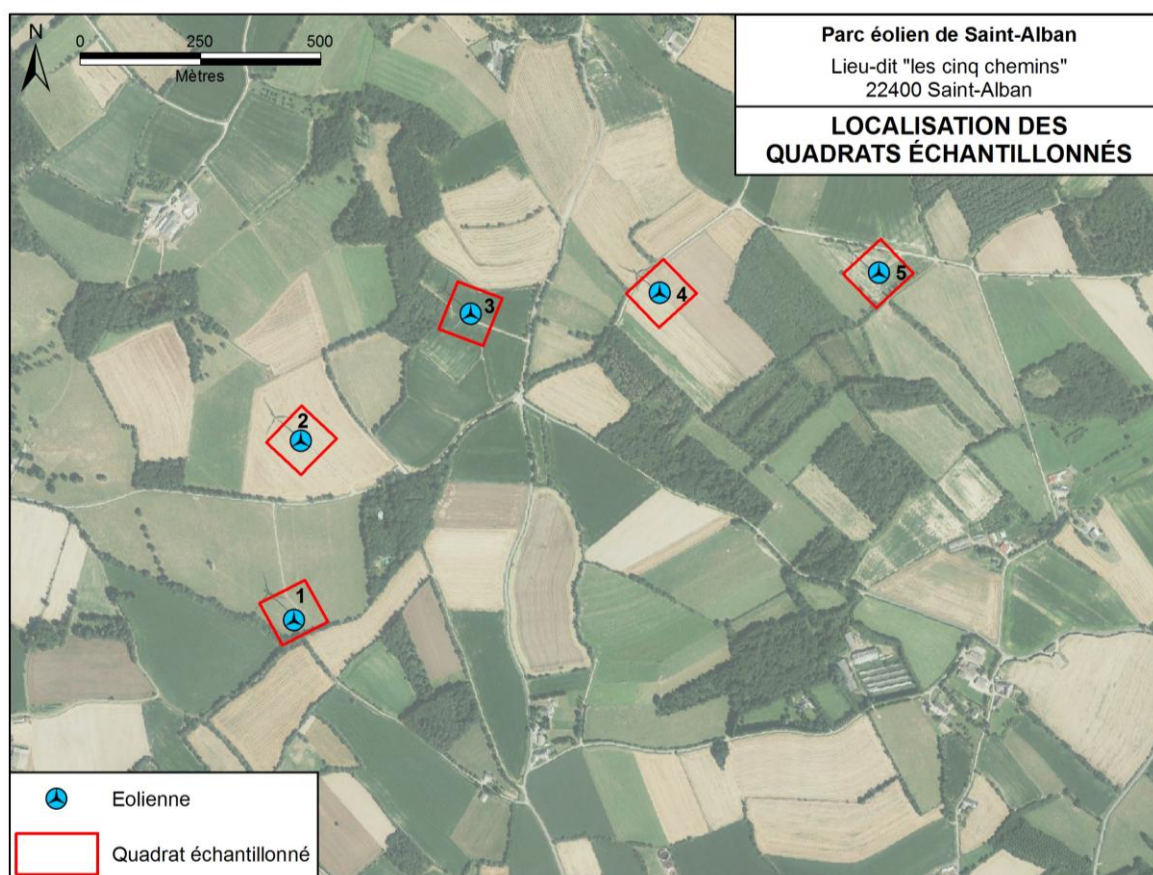 N
0 250 500
Mètres
Parc éolien de Saint-Alban
Lieu-dit "les cinq chemins"
22400 Saint-Alban
LOCALISATION DES
QUADRATS ÉCHANTILLONNÉS
5
4
3
2
1
Eolienne
Quadrat échantillonné